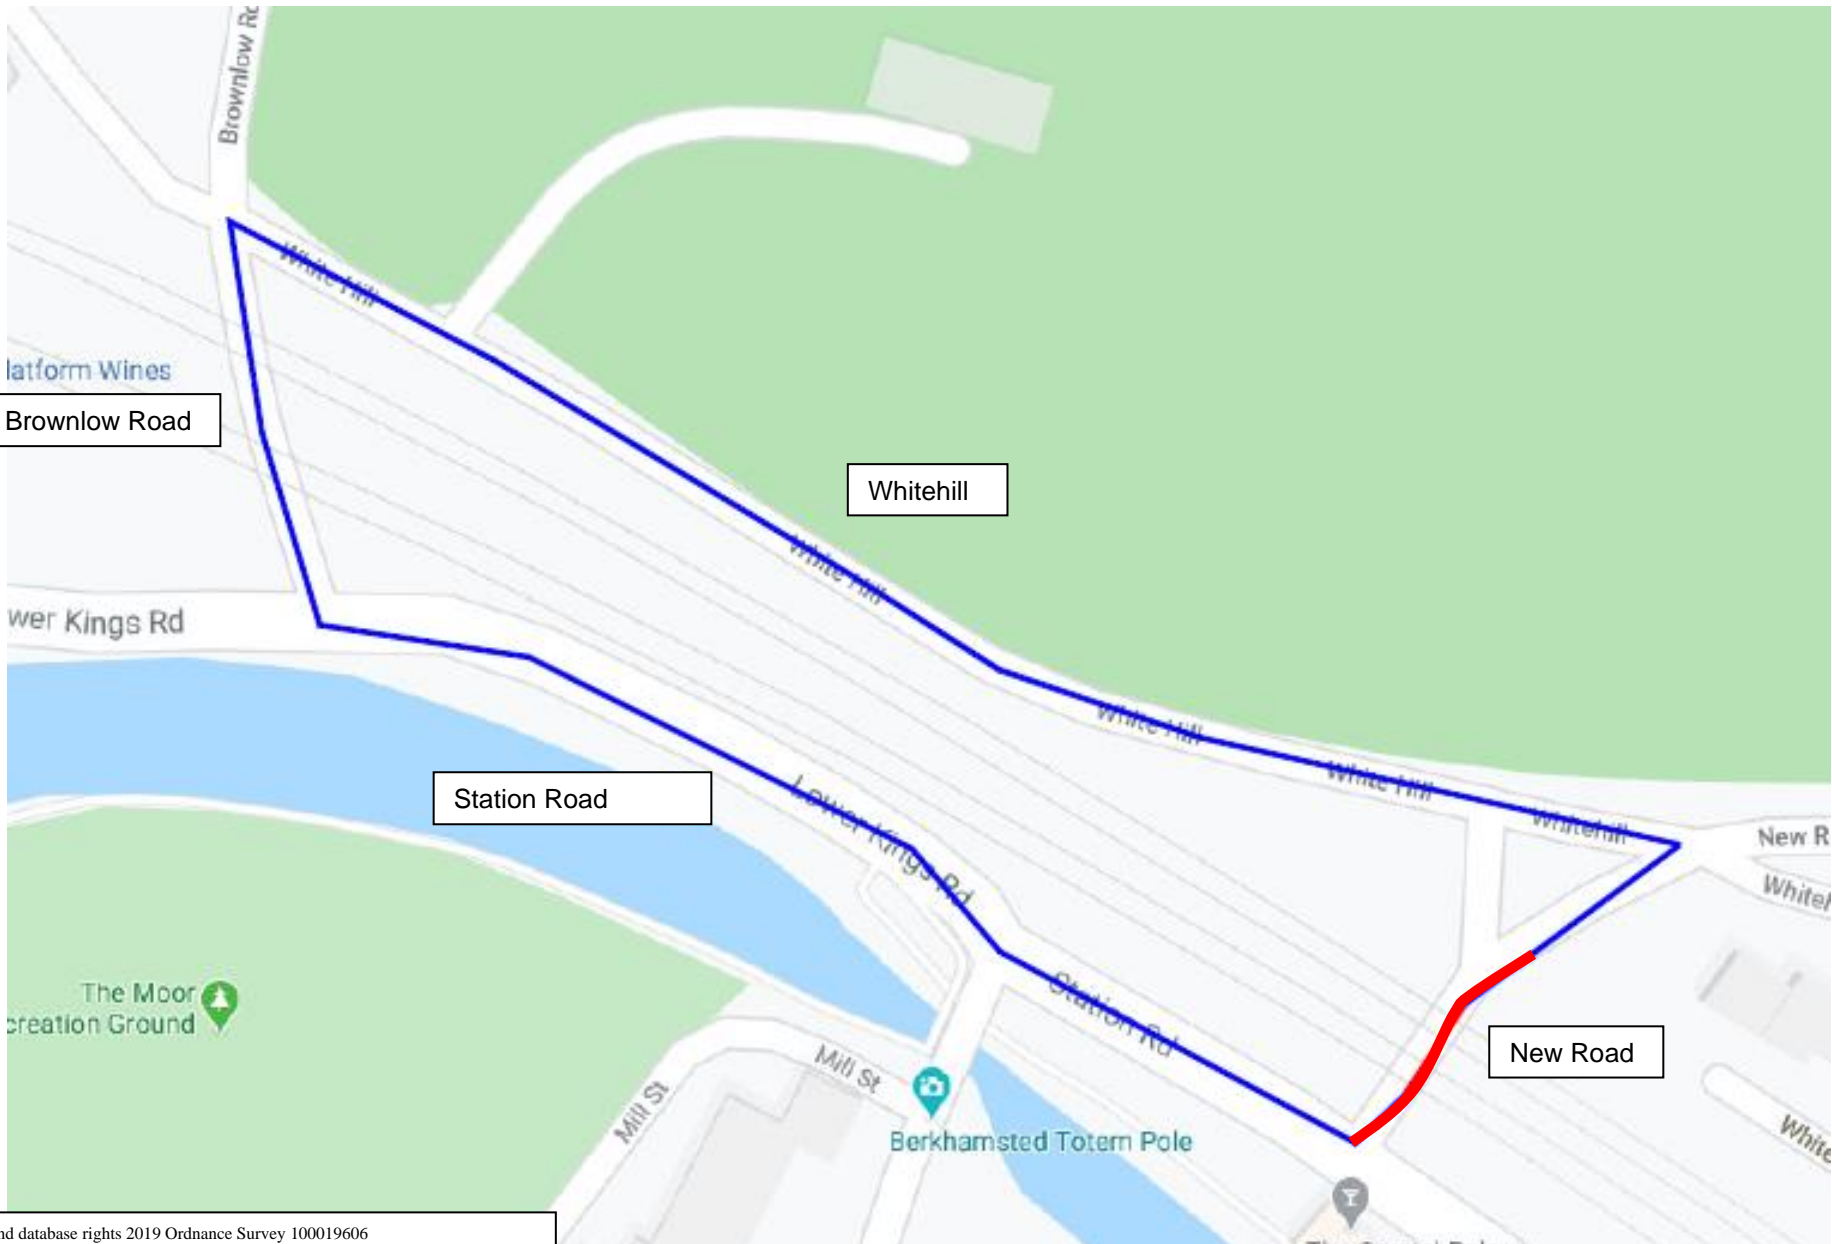 Brownlow Rd
White Hill
latform Wines
Brownlow Road
Whitehill
White Hill
wer Kings Rd
White Hill
White Hill
Station Road
Lower Kings Rd
Whitehill
New R
Whiteh
The Moor
creation Ground
Station Rd
New Road
Mill St
Mill St
Berkhamsted Totem Pole
White
nd database rights 2019 Ordnance Survey 100019606